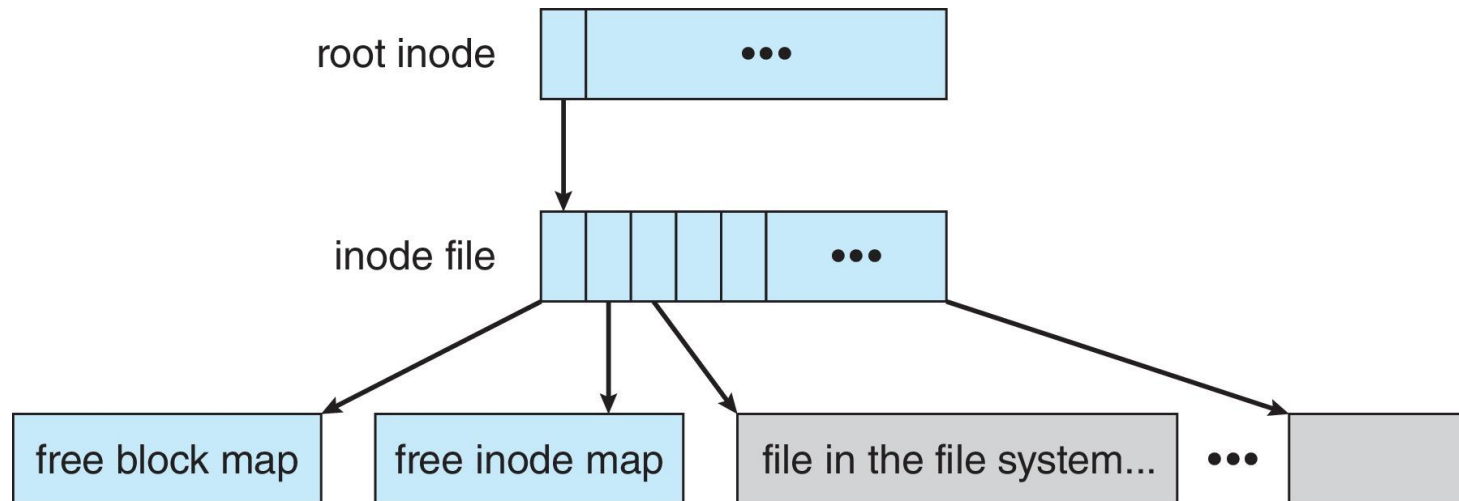 root inode
•••
inode file
•••
free block map
free inode map
file in the file system...
•••